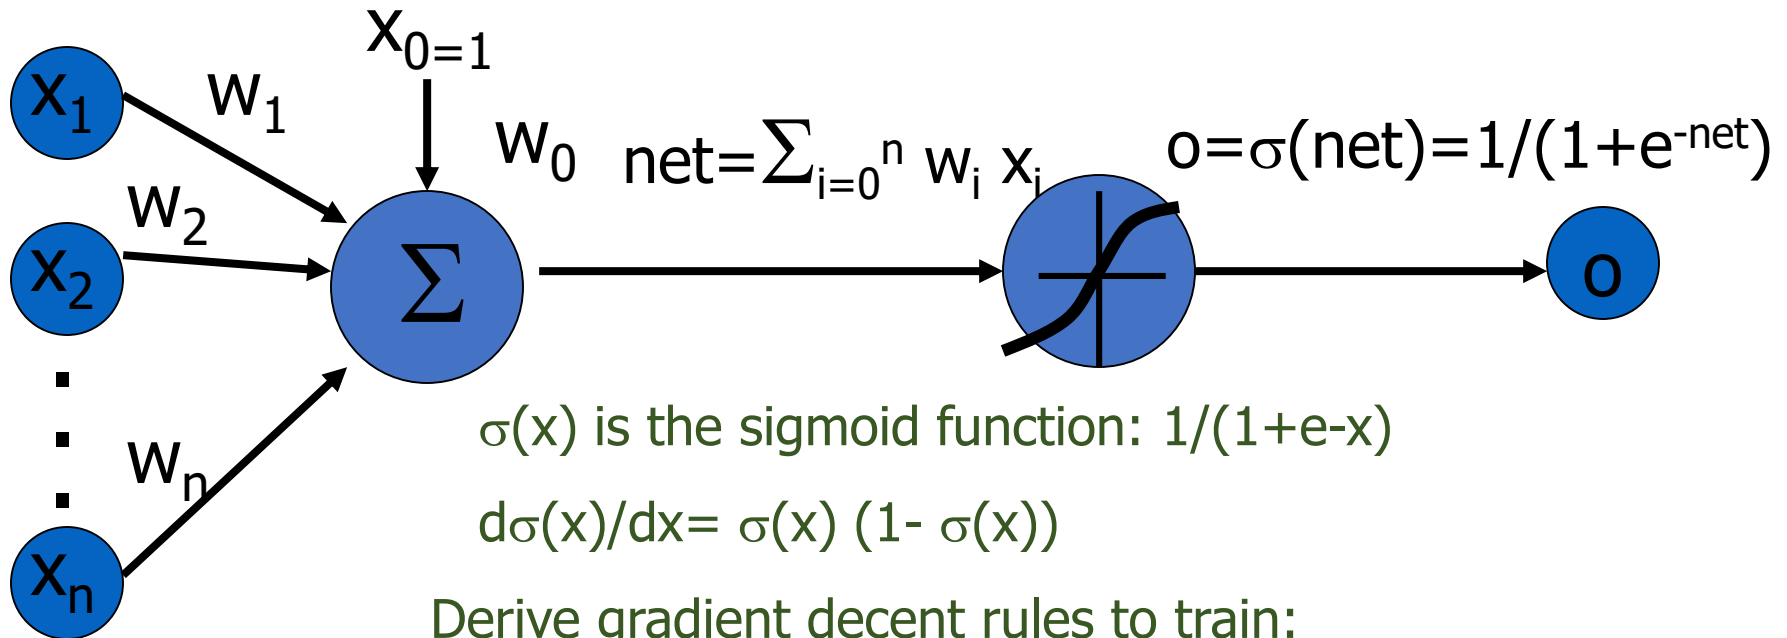 x0=1
x1
w1
w0
net=∑i=0n wi xi
o=σ(net)=1/(1+e-net)
w2
x2
∑
o
σ(x) is the sigmoid function: 1/(1+e-x)
wn
dσ(x)/dx= σ(x) (1- σ(x))
xn
Derive gradient decent rules to train: